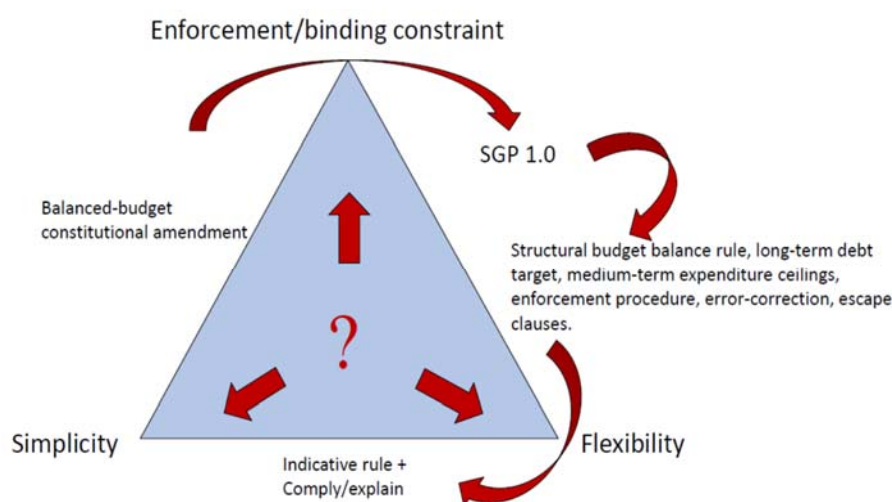 Enforcement/binding constraint
SGP 1.0
Balanced-budget
constitutional amendment
Structural budget balance rule, long-term debt
target, medium-term expenditure ceilings,
enforcement procedure, error-correction, escape
clauses.
?
Simplicity
Flexibility
Indicative rule +
Comply/explain